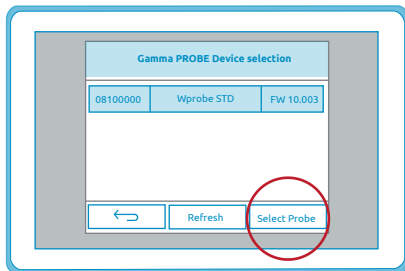 Gamma PROBE Device selection
08100000 Wprobe STD FW 10.003
Refresh Select Probe